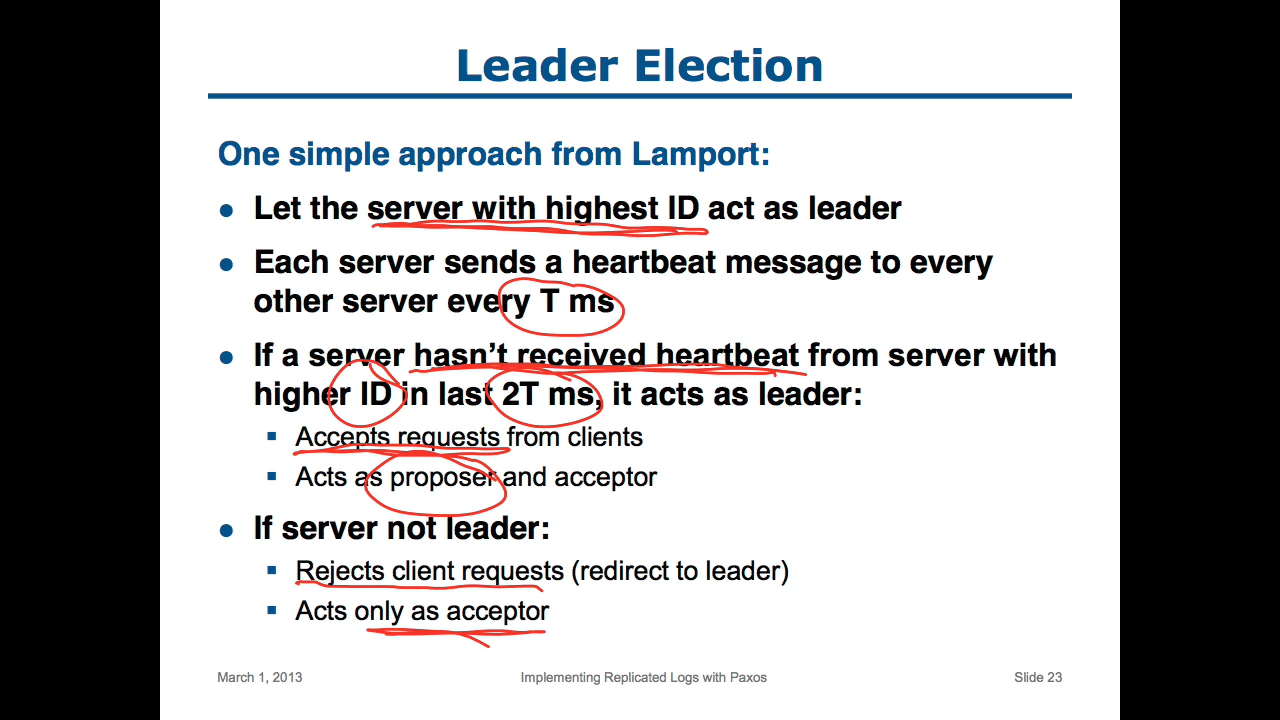 Leader Election
One simple approach from Lamport:
● Let the server with highest ID act as leader
● Each server sends a heartbeat message to every
other server every T ms
● If a server hasn’t received heartbeat from server with
higher ID in last 2T ms, it acts as leader:
▪ Accepts requests from clients
▪ Acts as proposer and acceptor
● If server not leader:
▪ Rejects client requests (redirect to leader)
▪ Acts only as acceptor
March 1, 2013 Implementing Replicated Logs with Paxos Slide 23